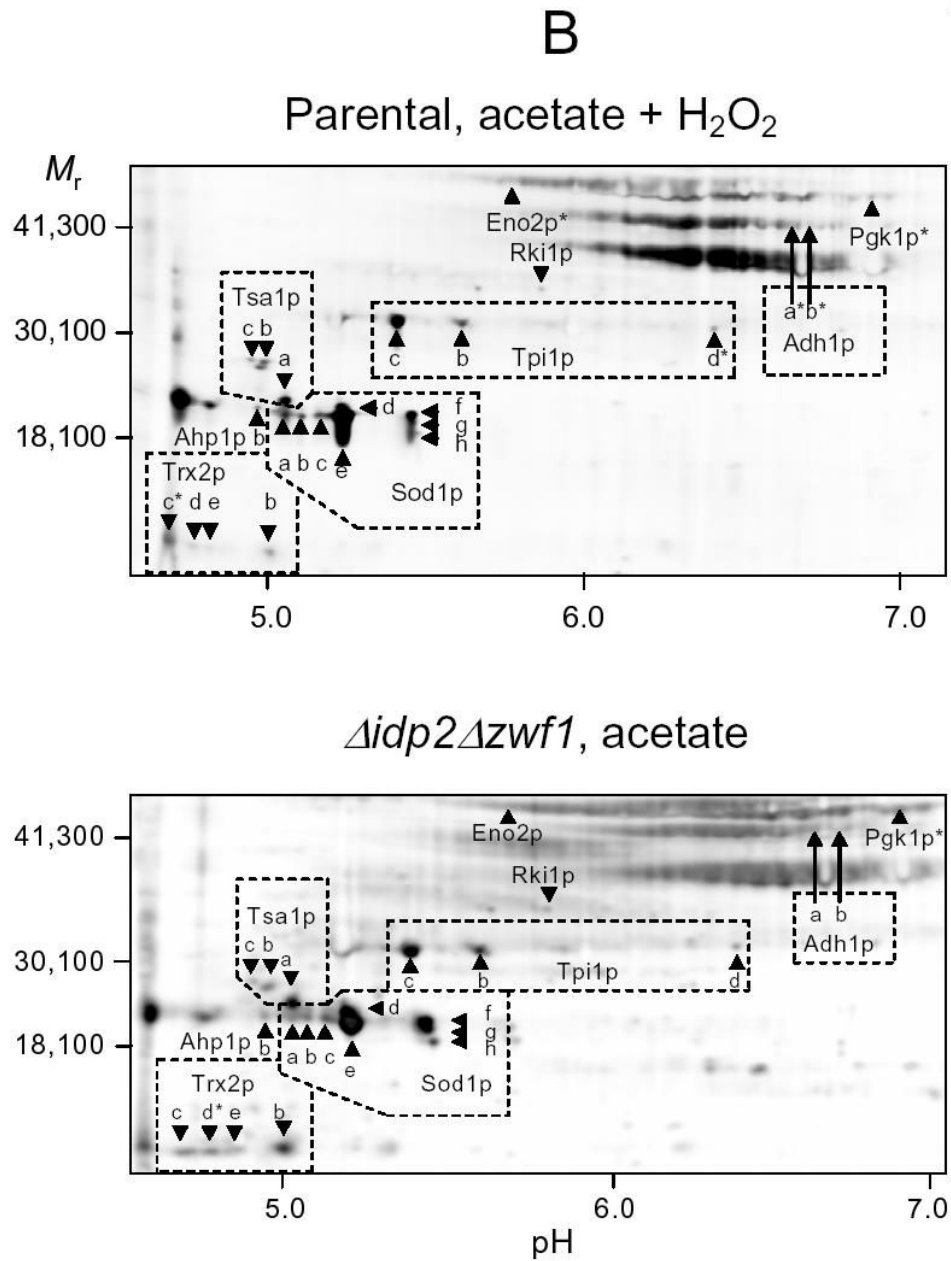 B
Parental, acetate + H₂O₂
Mr
41,300
30,100
18,100
Eno2p*
Pgk1p*
Rki1p
Tsa1p
c b
a
a* b*
Adh1p
c b Tpi1p d*
d f
g
h
Ahp1p b
a b c e
Sod1p
Trx2p
c* d e b
5.0 6.0 7.0
Δidp2Δzwf1, acetate
41,300
30,100
18,100
Eno2p
Pgk1p*
Rki1p
Tsa1p
c b
a
a b
Adh1p
c b Tpi1p d
d f
g
h
Ahp1p b
a b c e
Sod1p
Trx2p
c d* e b
5.0 6.0 7.0
pH